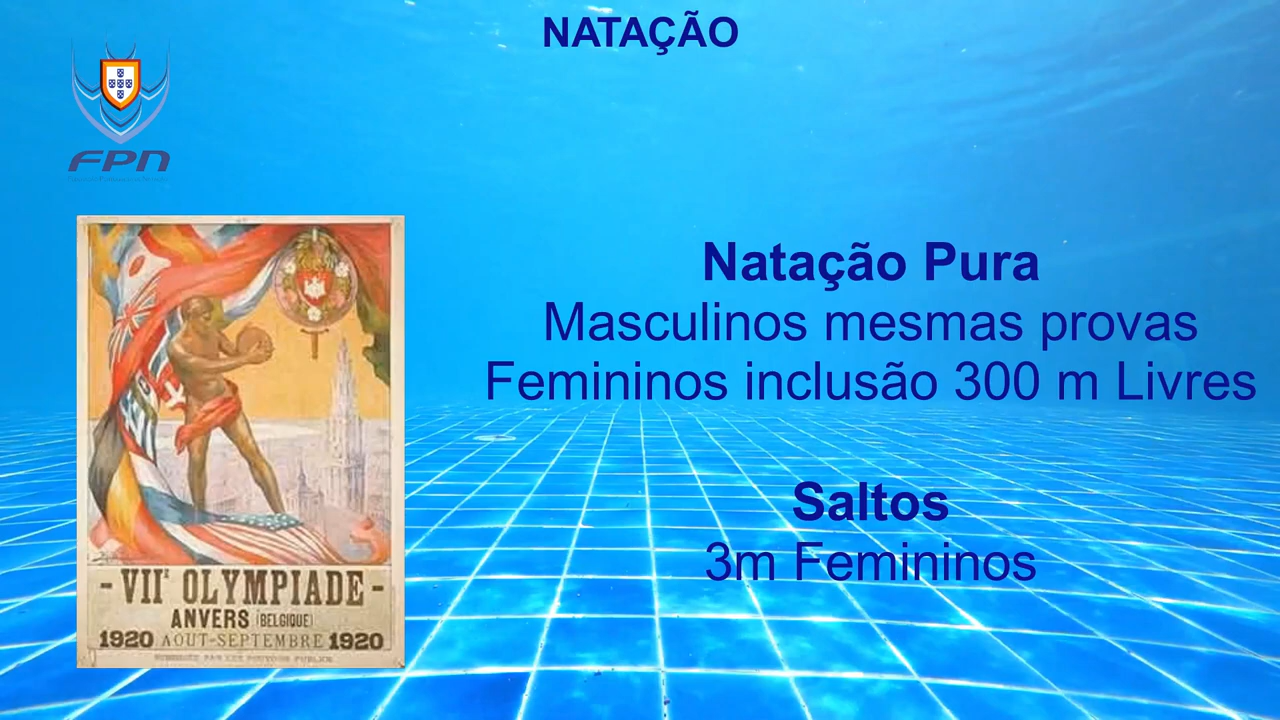 NATAÇÃO
FPN
Natação Pura
Masculinos mesmas provas
Femininos inclusão 300 m Livres
Saltos
3m Femininos
- VIIᵉ OLYMPIADE -
ANVERS (BELGIQUE)
1920 AOUT-SEPTEMBRE 1920